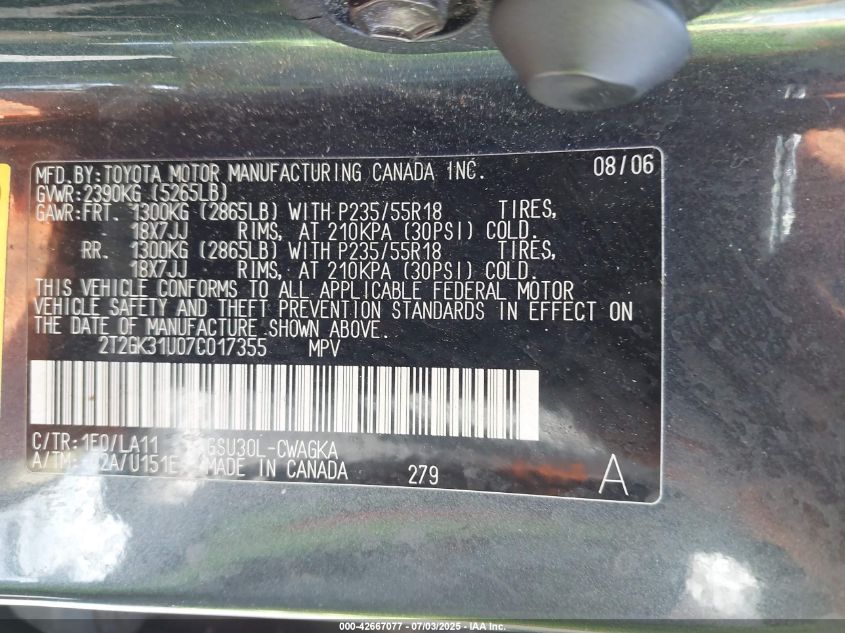 MFD.BY:TOYOTA MOTOR MANUFACTURING CANADA INC. 08/06
GVWR:2390KG (5265LB)
GAWR:FRT. 1300KG (2865LB) WITH P235/55R18 TIRES,
18X7JJ RIMS, AT 210KPA (30PSI) COLD.
RR. 1300KG (2865LB) WITH P235/55R18 TIRES,
18X7JJ RIMS, AT 210KPA (30PSI) COLD.
THIS VEHICLE CONFORMS TO ALL APPLICABLE FEDERAL MOTOR
VEHICLE SAFETY AND THEFT PREVENTION STANDARDS IN EFFECT ON
THE DATE OF MANUFACTURE SHOWN ABOVE.
2T2GK31U07C017355 MPV
C/TR:1F0/LA11 GSU30L-CWAGKA
A/TM: 2A/U151E MADE IN CANADA 279 A
000-42667077 - 07/03/2025 - IAA Inc.